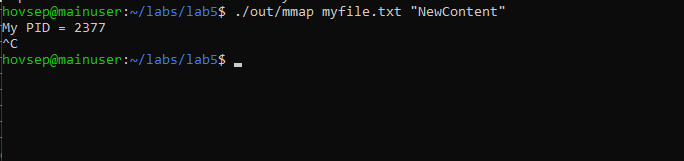 hovsep@mainuser:~/labs/lab5$ ./out/mmap myfile.txt "NewContent"
My PID = 2377
^C
hovsep@mainuser:~/labs/lab5$